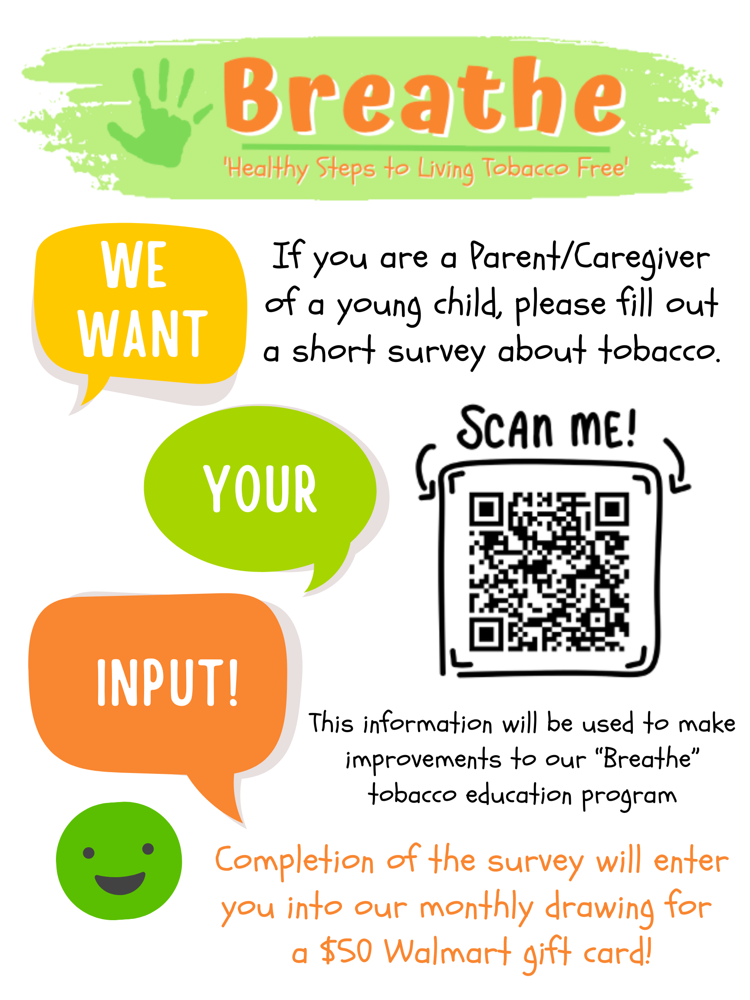 Breathe
'Healthy Steps to Living Tobacco Free'
WE
WANT
If you are a Parent/Caregiver
of a young child, please fill out
a short survey about tobacco.
YOUR
SCAN ME!
INPUT!
This information will be used to make
improvements to our “Breathe”
tobacco education program
Completion of the survey will enter
you into our monthly drawing for
a $50 Walmart gift card!